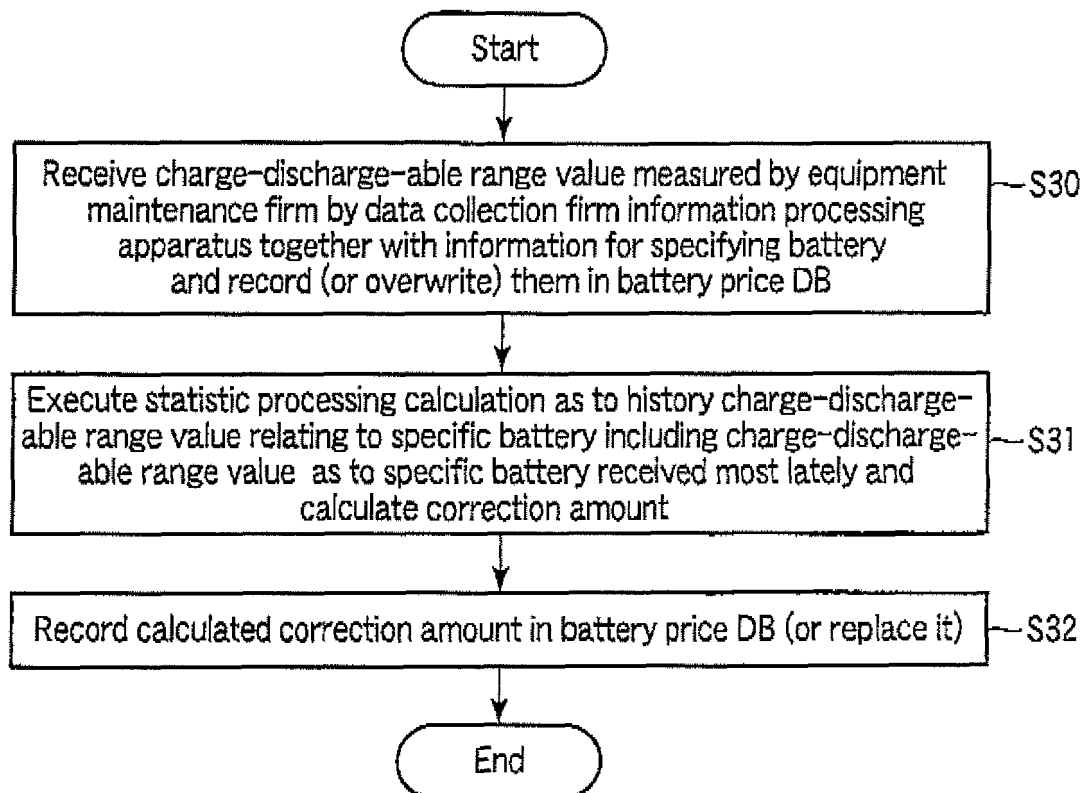 Start
Receive charge-discharge-able range value measured by equipment
maintenance firm by data collection firm information processing
apparatus together with information for specifying battery
and record (or overwrite) them in battery price DB
S30
Execute statistic processing calculation as to history charge-discharge-
able range value relating to specific battery including charge-discharge-
able range value as to specific battery received most lately and
calculate correction amount
S31
Record calculated correction amount in battery price DB (or replace it)
S32
End